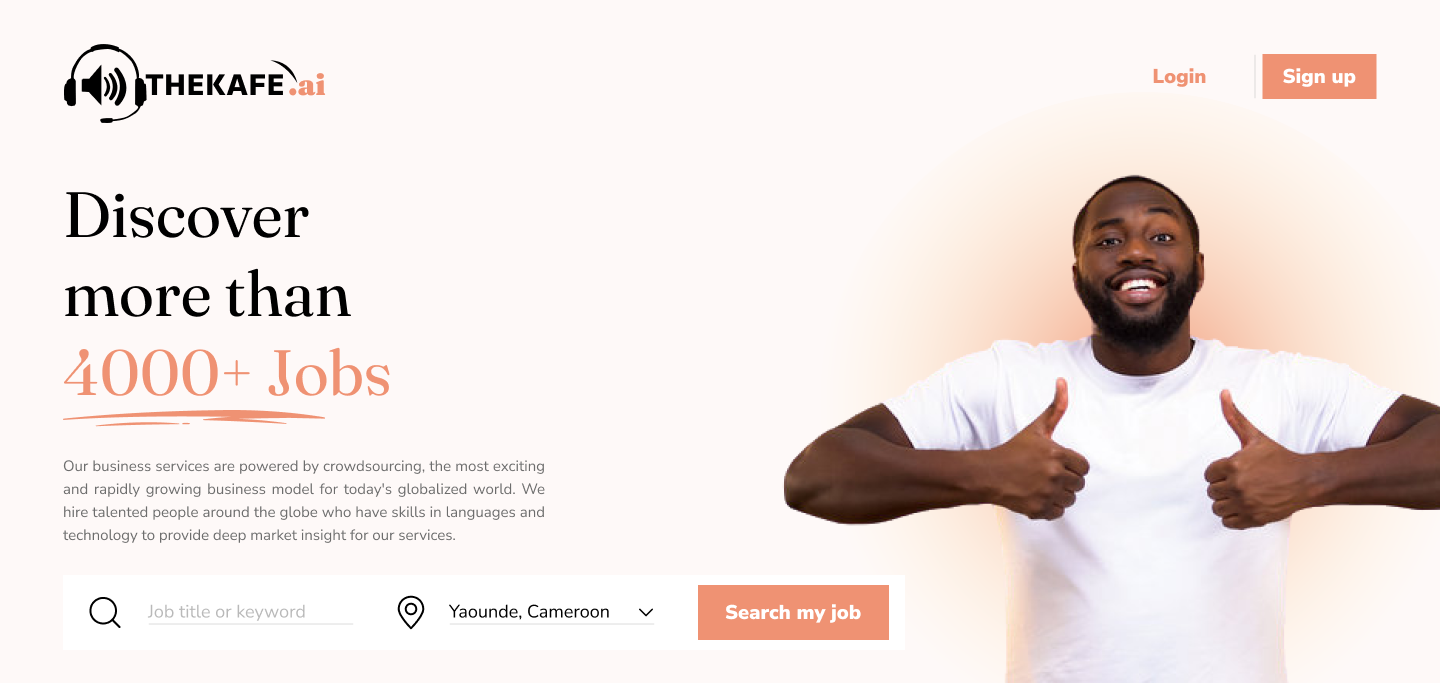 THEKAFE.ai
Login
Sign up
Discover
more than
4000+ Jobs
Our business services are powered by crowdsourcing, the most exciting
and rapidly growing business model for today's globalized world. We
hire talented people around the globe who have skills in languages and
technology to provide deep market insight for our services.
Job title or keyword
Yaounde, Cameroon
Search my job